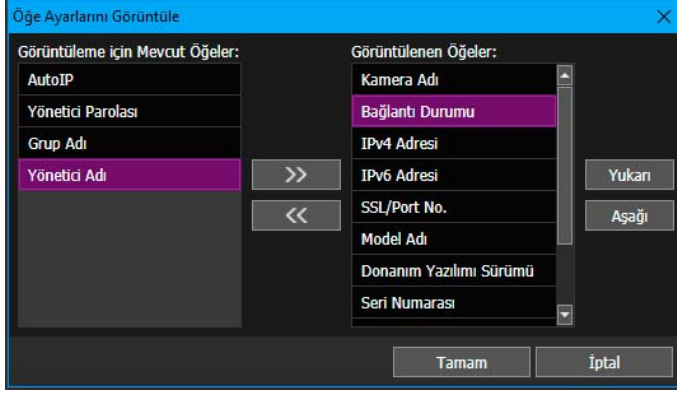 Öğe Ayarlarını Görüntüle
Görüntüleme için Mevcut Öğeler:
AutoIP
Yönetici Parolası
Grup Adı
Yönetici Adı
>>
<<
Görüntülenen Öğeler:
Kamera Adı
Bağlantı Durumu
IPv4 Adresi
IPv6 Adresi
SSL/Port No.
Model Adı
Donanım Yazılımı Sürümü
Seri Numarası
Yukarı
Aşağı
Tamam
İptal